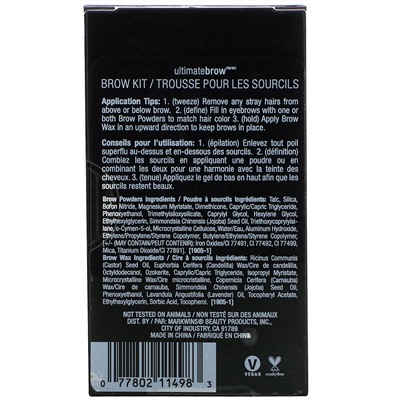 ultimatebrow™/MC
BROW KIT / TROUSSE POUR LES SOURCILS
Application Tips: 1. (tweeze) Remove any stray hairs from
above or below brow. 2. (define) Fill in eyebrows with one or
both Brow Powders to match hair color 3. (hold) Apply Brow
Wax in an upward direction to keep brows in place.
Conseils pour l'utilisation: 1. (épilation) Enlevez tout poil
superflu au-dessus et en-dessous des sourcils. 2. (définition)
Combiez les sourcils en appliquant une poudre ou en
combinant les deux pour une harmonie avec la teinte des
cheveux. 3. (tenue) Appliquez le gel de bas en haut afin que les
sourcils restent beaux.
Brow Powders Ingredients / Poudre à sourcils Ingrédients: Talc, Silica,
Boron Nitride, Magnesium Myristate, Dimethicone, Caprylic/Capric Triglyceride,
Phenoxyethanol, Trimethylsiloxysilicate, Caprylyl Glycol, Hexylene Glycol,
Ethylhexylglycerin, Simmondsia Chinensis (Jojoba) Seed Oil, Triethoxycaprylylsi-
lane, o-Cymen-5-ol, Microcrystalline Cellulose, Water/Eau, Aluminum Hydroxide,
Ethylene/Propylene/Styrene Copolymer, Butylene/Ethylene/Styrene Copolymer,
[+/- (MAY CONTAIN/PEUT CONTENIR): Iron Oxides/CI 77491, CI 77492, CI 77499,
Mica, Titanium Dioxide/CI 77891]. [1905-1]
Brow Wax Ingredients / Cire à sourcils Ingrédients: Ricinus Communis
(Castor) Seed Oil, Euphorbia Cerifera (Candelilla) Wax/Cire de candelilla,
Octyldodecanol, Ozokerite, Caprylic/Capric Triglyceride, Isopropyl Myristate,
Microcrystalline Wax/Cire microcristalline, Copernicia Cerifera (Carnauba)
Wax/Cire de carnauba, Simmondsia Chinensis (Jojoba) Seed Oil,
Phenoxyethanol, Lavandula Angustifolia (Lavender) Oil, Tocopheryl Acetate,
Ethylhexylglycerin, Sorbic Acid, Tocopherol. [1905-1]
NOT TESTED ON ANIMALS / NON TESTÉ SUR DES ANIMAUX
DIST. BY / PAR: MARKWINS® BEAUTY PRODUCTS, INC.,
CITY OF INDUSTRY, CA 91789
MADE IN CHINA / FABRIQUÉ EN CHINE
V
VEGAN
crueltyfree
0 77802 11498 3